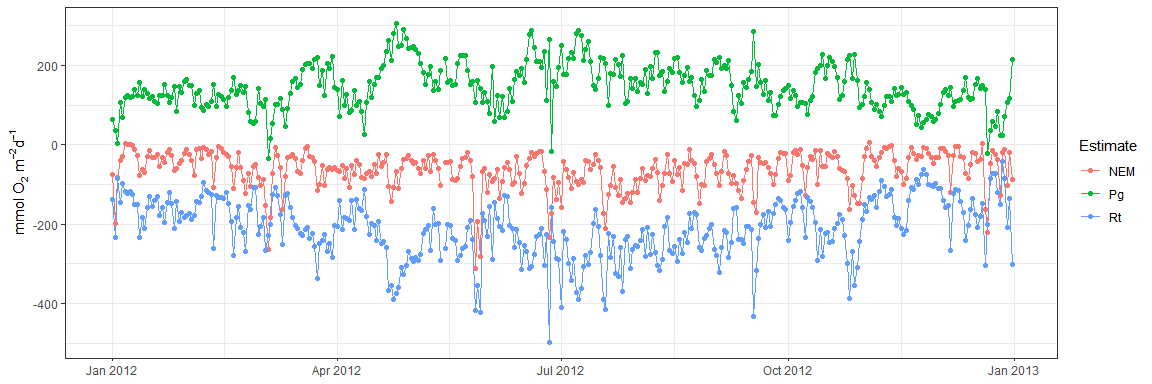 mmol O₂ m⁻²d⁻¹
200
0
-200
-400
Jan 2012
Apr 2012
Jul 2012
Oct 2012
Jan 2013
Estimate
NEM
Pg
Rt